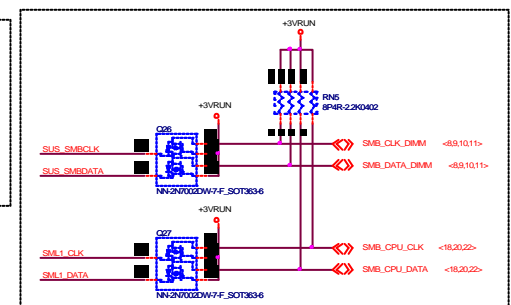 +3VRUN
RN5
8P4R-2.2K0402
+3VRUN
Q26
SUS_SMBCLK
SMB_CLK_DIMM <8,9,10,11>
SUS_SMBDATA
SMB_DATA_DIMM <8,9,10,11>
NN-2N7002DW-7-F_SOT363-6
+3VRUN
Q27
SML1_CLK
SMB_CPU_CLK <18,20,22>
SML1_DATA
SMB_CPU_DATA <18,20,22>
NN-2N7002DW-7-F_SOT363-6